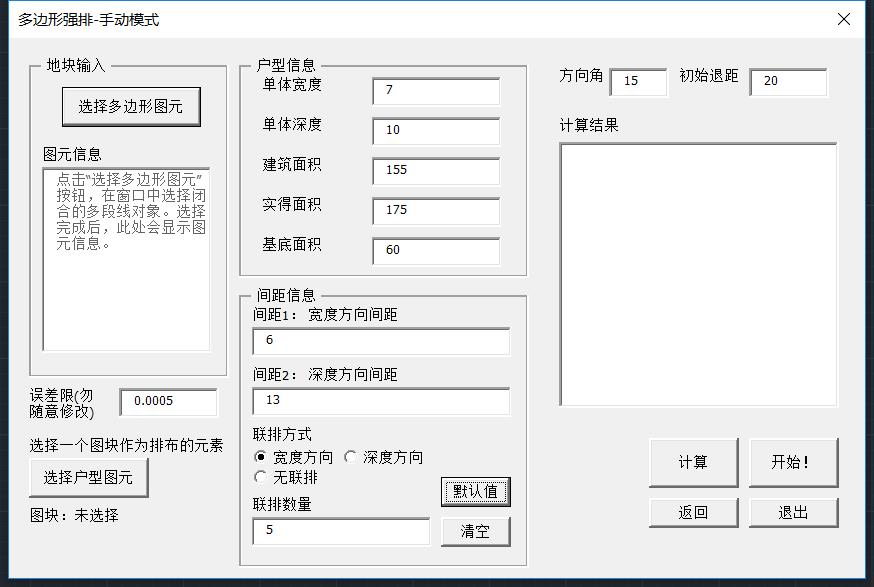 多边形强排-手动模式
地块输入
选择多边形图元
图元信息
点击“选择多边形图元”
按钮，在窗口中选择闭
合的多段线对象。选择
完成后，此处会显示图
元信息。
误差限(勿
随意修改)
0.0005
选择一个图块作为排布的元素
选择户型图元
图块：未选择
户型信息
单体宽度 7
单体深度 10
建筑面积 155
实得面积 175
基底面积 60
间距信息
间距1： 宽度方向间距
6
间距2： 深度方向间距
13
联排方式
宽度方向 深度方向
无联排
默认值
联排数量
5
清空
方向角 15 初始退距 20
计算结果
计算 开始！
返回 退出